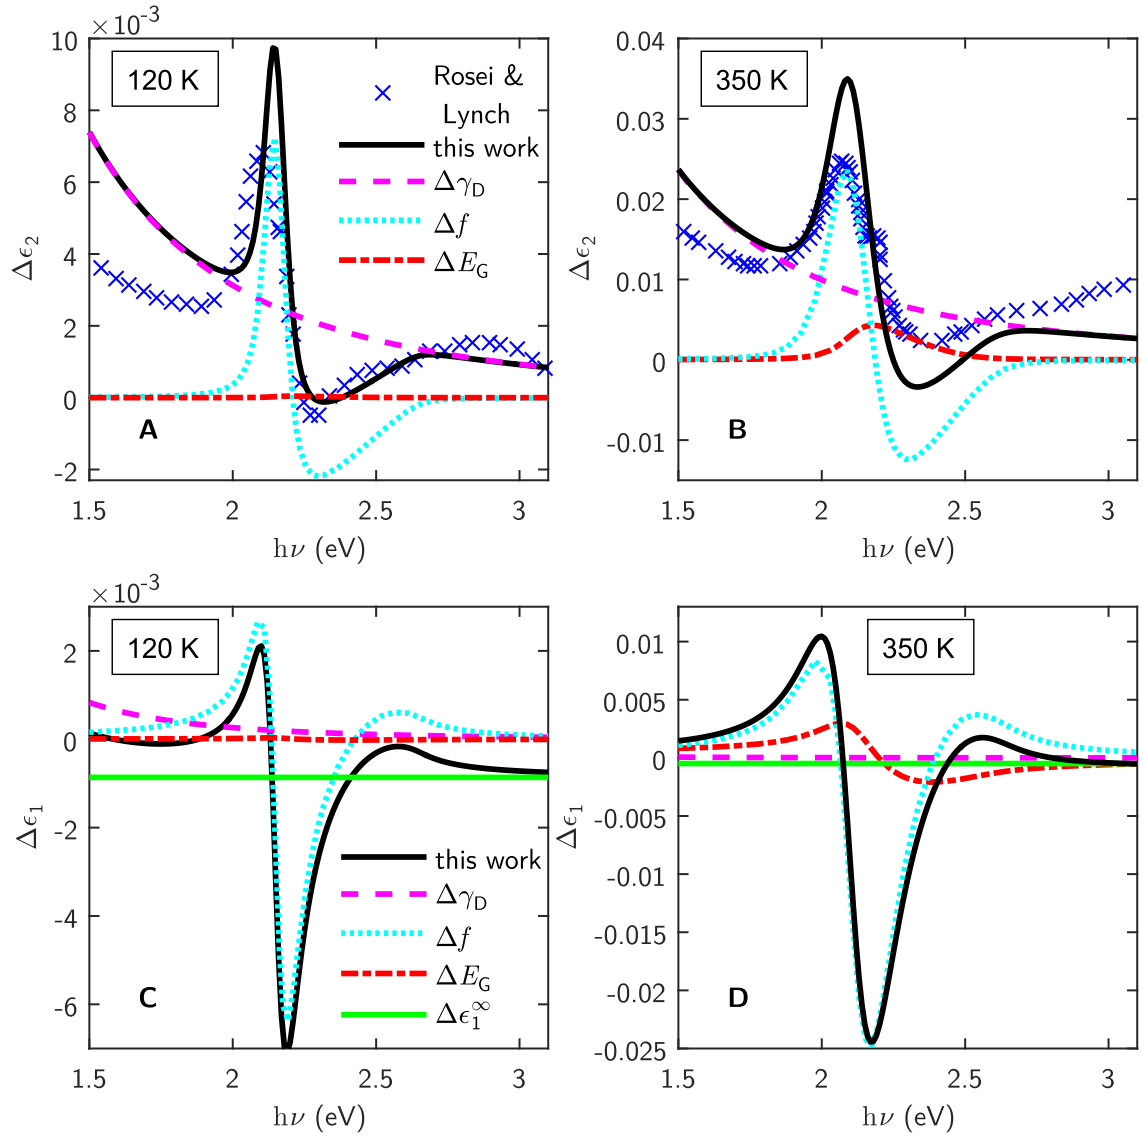 ×10⁻³
10
8
6
4
2
0
-2
Δϵ₂
120 K
Rosei &
Lynch
this work
Δγ_D
Δf
ΔE_G
A
1.5 2 2.5 3
hν (eV)
0.04
0.03
0.02
0.01
0
-0.01
Δϵ₂
350 K
B
1.5 2 2.5 3
hν (eV)
×10⁻³
2
0
-2
-4
-6
Δϵ₁
120 K
this work
Δγ_D
Δf
ΔE_G
Δϵ₁^∞
C
1.5 2 2.5 3
hν (eV)
0.01
0.005
0
-0.005
-0.01
-0.015
-0.02
-0.025
Δϵ₁
350 K
D
1.5 2 2.5 3
hν (eV)